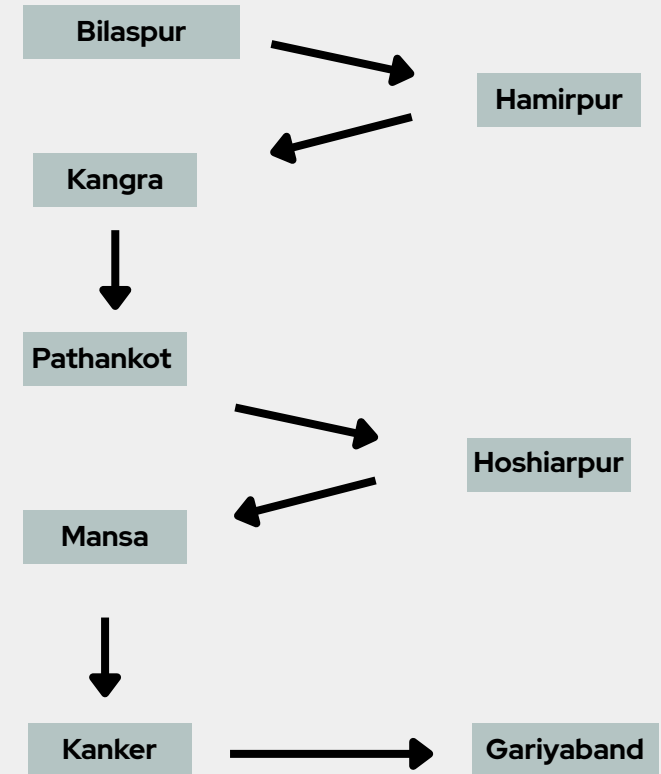 Bilaspur
Hamirpur
Kangra
Pathankot
Hoshiarpur
Mansa
Kanker
Gariyaband